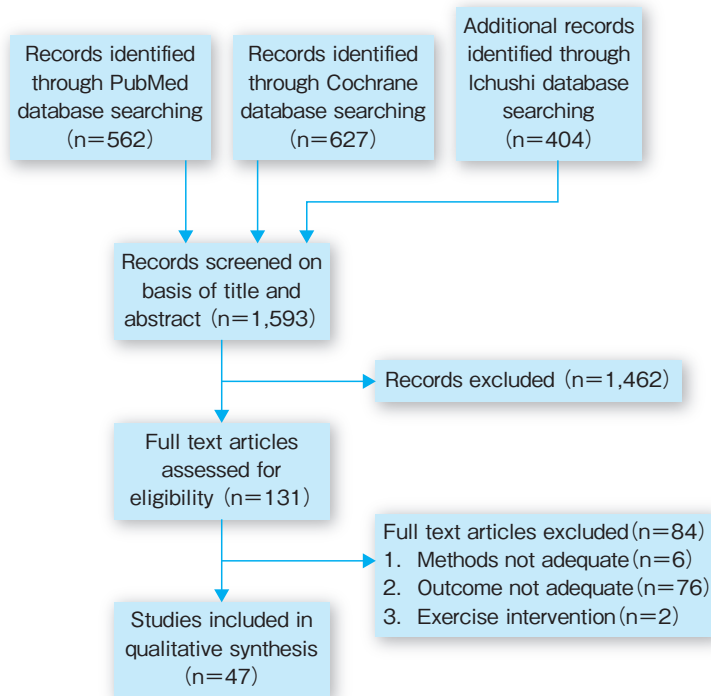 Records identified
through PubMed
database searching
(n=562)
Records identified
through Cochrane
database searching
(n=627)
Additional records
identified through
Ichushi database
searching
(n=404)
Records screened on
basis of title and
abstract (n=1,593)
Records excluded (n=1,462)
Full text articles
assessed for
eligibility (n=131)
Full text articles excluded(n=84)
1. Methods not adequate(n=6)
2. Outcome not adequate(n=76)
3. Exercise intervention(n=2)
Studies included in
qualitative synthesis
(n=47)